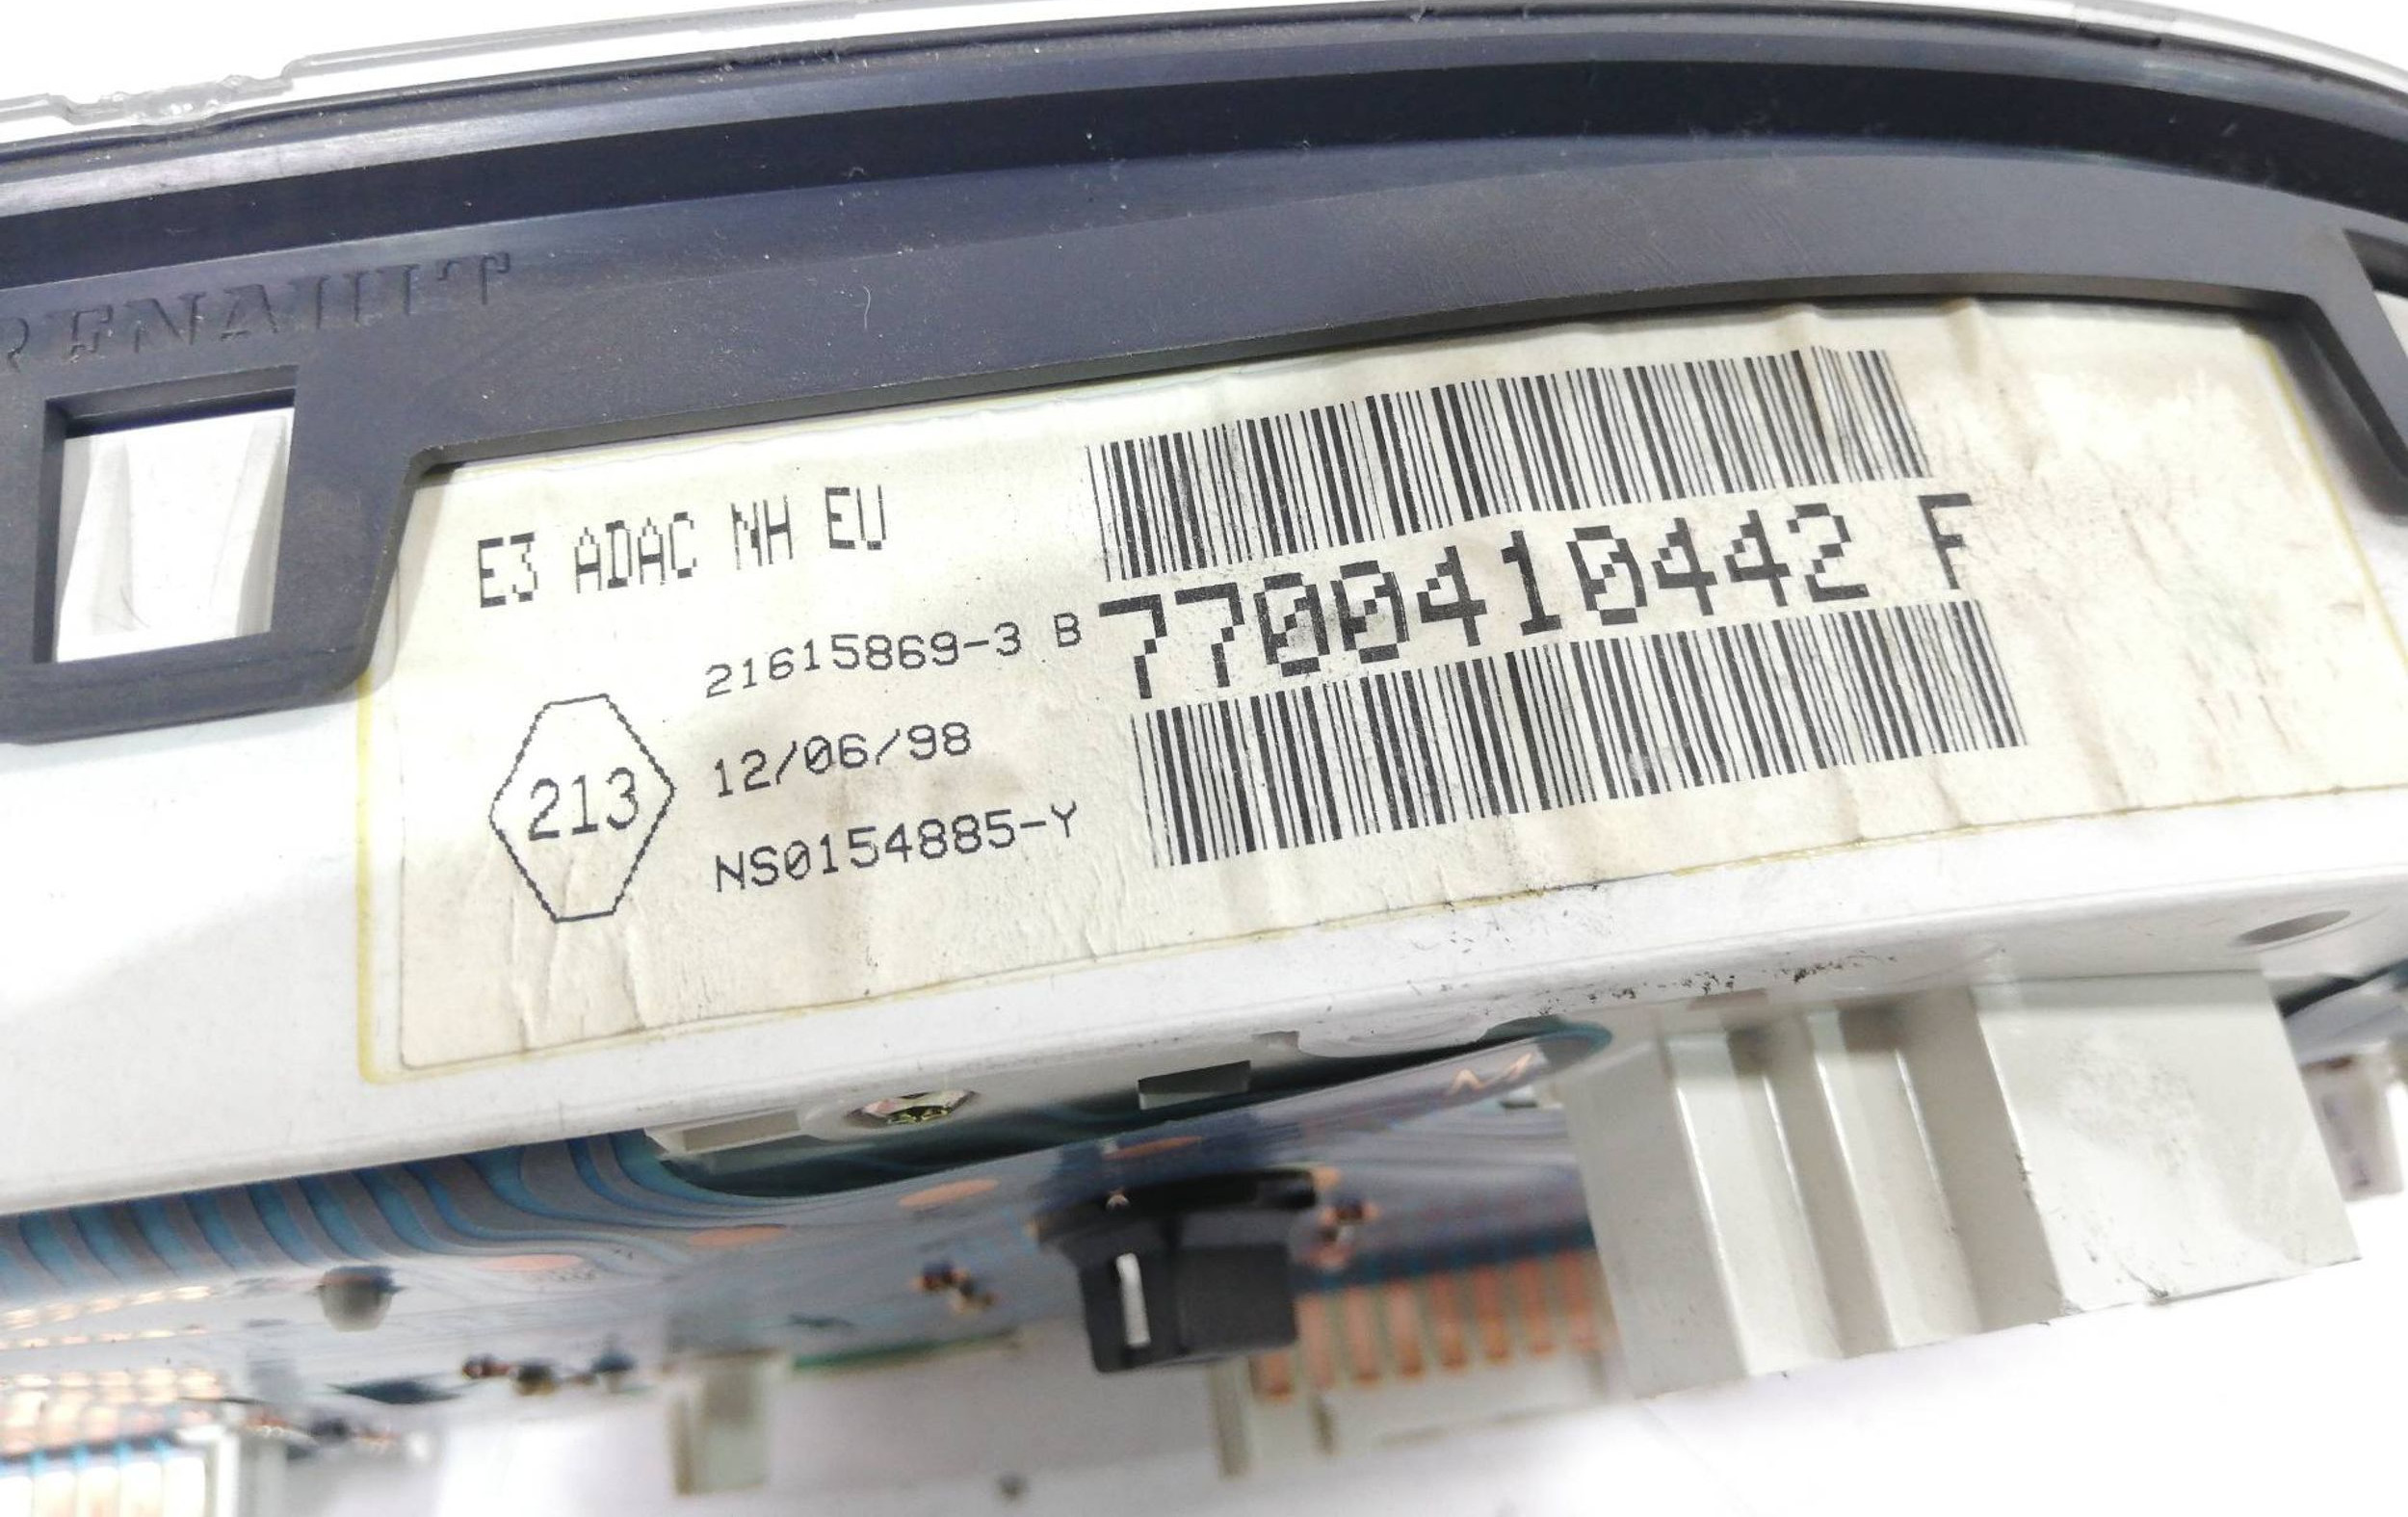 RENAULT
E3 ADAC NH EU
21615869-3 B
7700410442 F
213
12/06/98
NS0154885-Y
M